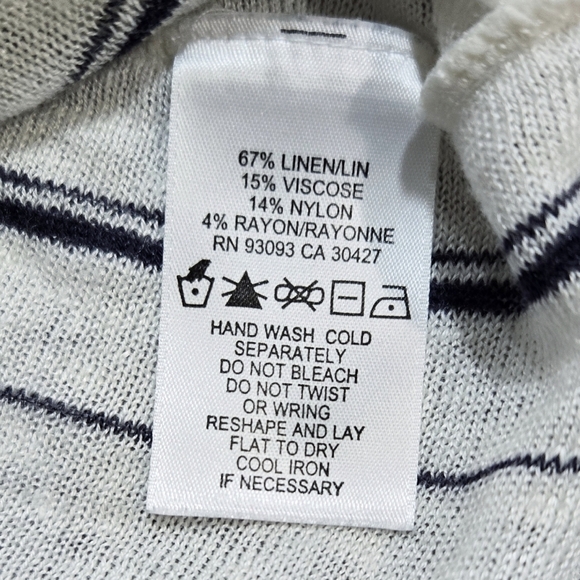 67% LINEN/LIN
15% VISCOSE
14% NYLON
4% RAYON/RAYONNE
RN 93093 CA 30427
HAND WASH COLD
SEPARATELY
DO NOT BLEACH
DO NOT TWIST
OR WRING
RESHAPE AND LAY
FLAT TO DRY
COOL IRON
IF NECESSARY